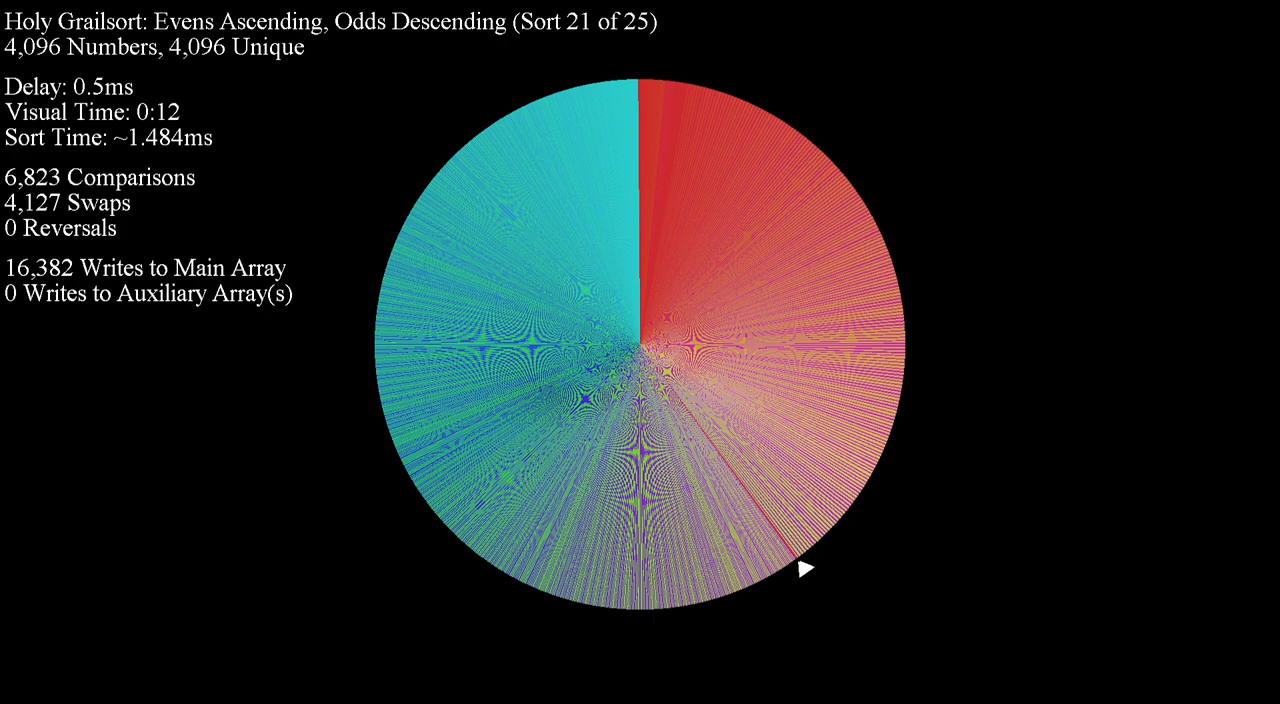 Holy Grailsort: Evens Ascending, Odds Descending (Sort 21 of 25)
4,096 Numbers, 4,096 Unique
Delay: 0.5ms
Visual Time: 0:12
Sort Time: ~1.484ms
6,823 Comparisons
4,127 Swaps
0 Reversals
16,382 Writes to Main Array
0 Writes to Auxiliary Array(s)